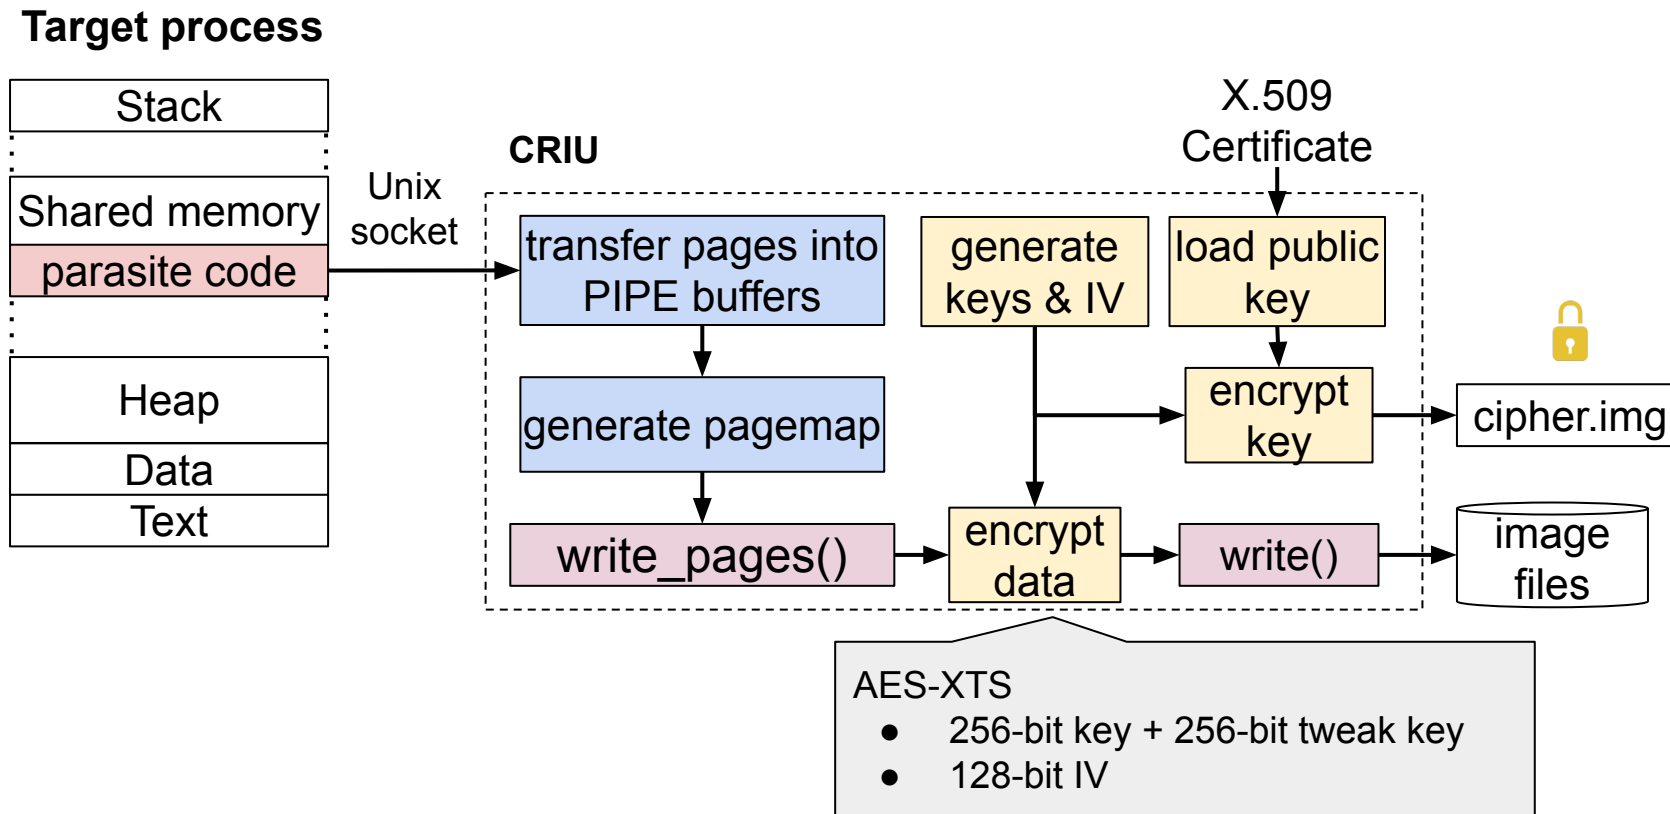 Target process
Stack
Shared memory
parasite code
Heap
Data
Text
Unix
socket
CRIU
X.509
Certificate
transfer pages into
PIPE buffers
generate pagemap
write_pages()
generate
keys & IV
load public
key
encrypt
key
encrypt
data
write()
cipher.img
image
files
AES-XTS
● 256-bit key + 256-bit tweak key
● 128-bit IV